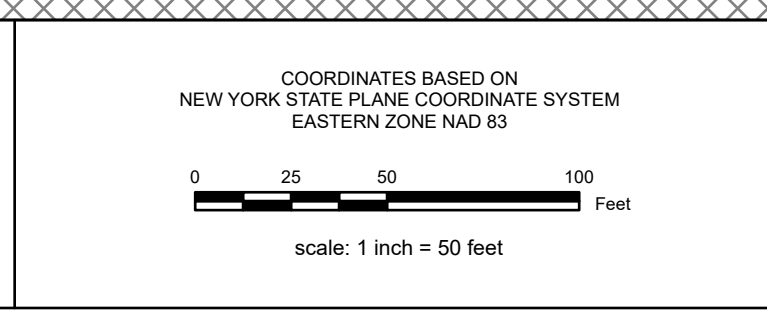 COORDINATES BASED ON
NEW YORK STATE PLANE COORDINATE SYSTEM
EASTERN ZONE NAD 83
0 25 50 100
Feet
scale: 1 inch = 50 feet